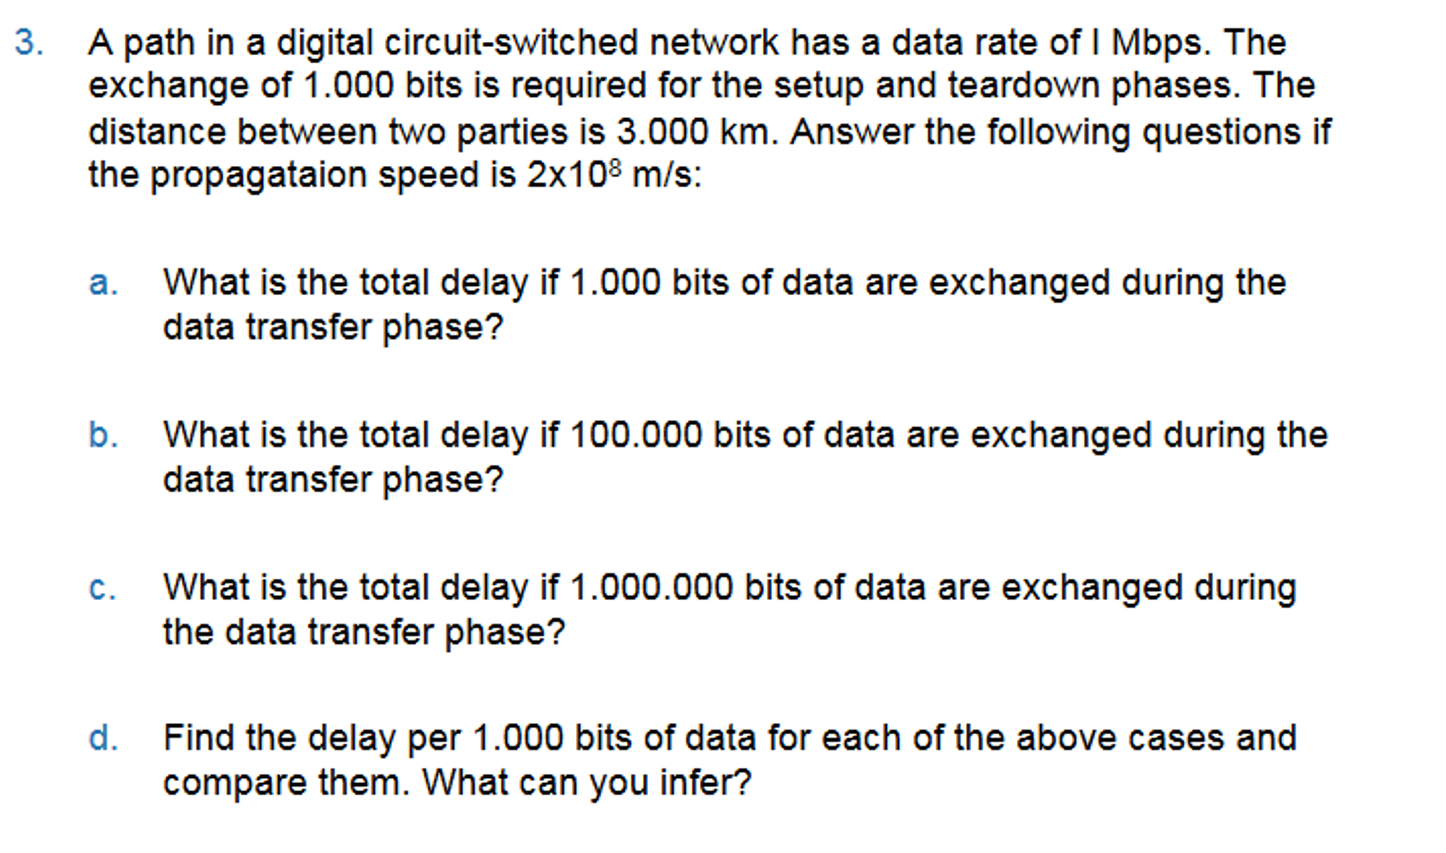 3. A path in a digital circuit-switched network has a data rate of l Mbps. The
exchange of 1.000 bits is required for the setup and teardown phases. The
distance between two parties is 3.000 km. Answer the following questions if
the propagataion speed is 2x10⁸ m/s:
a. What is the total delay if 1.000 bits of data are exchanged during the
data transfer phase?
b. What is the total delay if 100.000 bits of data are exchanged during the
data transfer phase?
c. What is the total delay if 1.000.000 bits of data are exchanged during
the data transfer phase?
d. Find the delay per 1.000 bits of data for each of the above cases and
compare them. What can you infer?